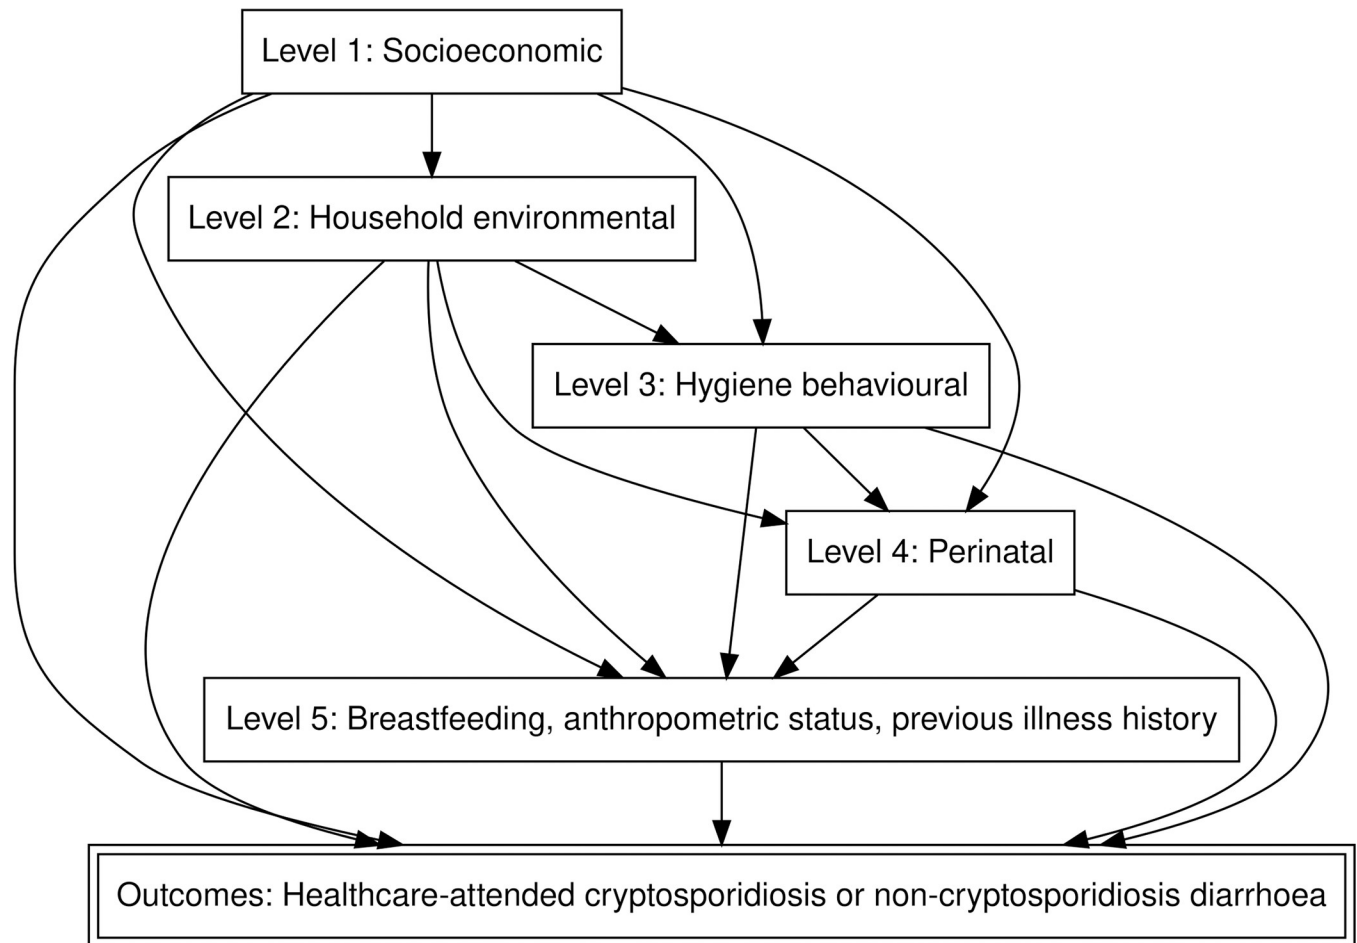 Level 1: Socioeconomic
Level 2: Household environmental
Level 3: Hygiene behavioural
Level 4: Perinatal
Level 5: Breastfeeding, anthropometric status, previous illness history
Outcomes: Healthcare-attended cryptosporidiosis or non-cryptosporidiosis diarrhoea